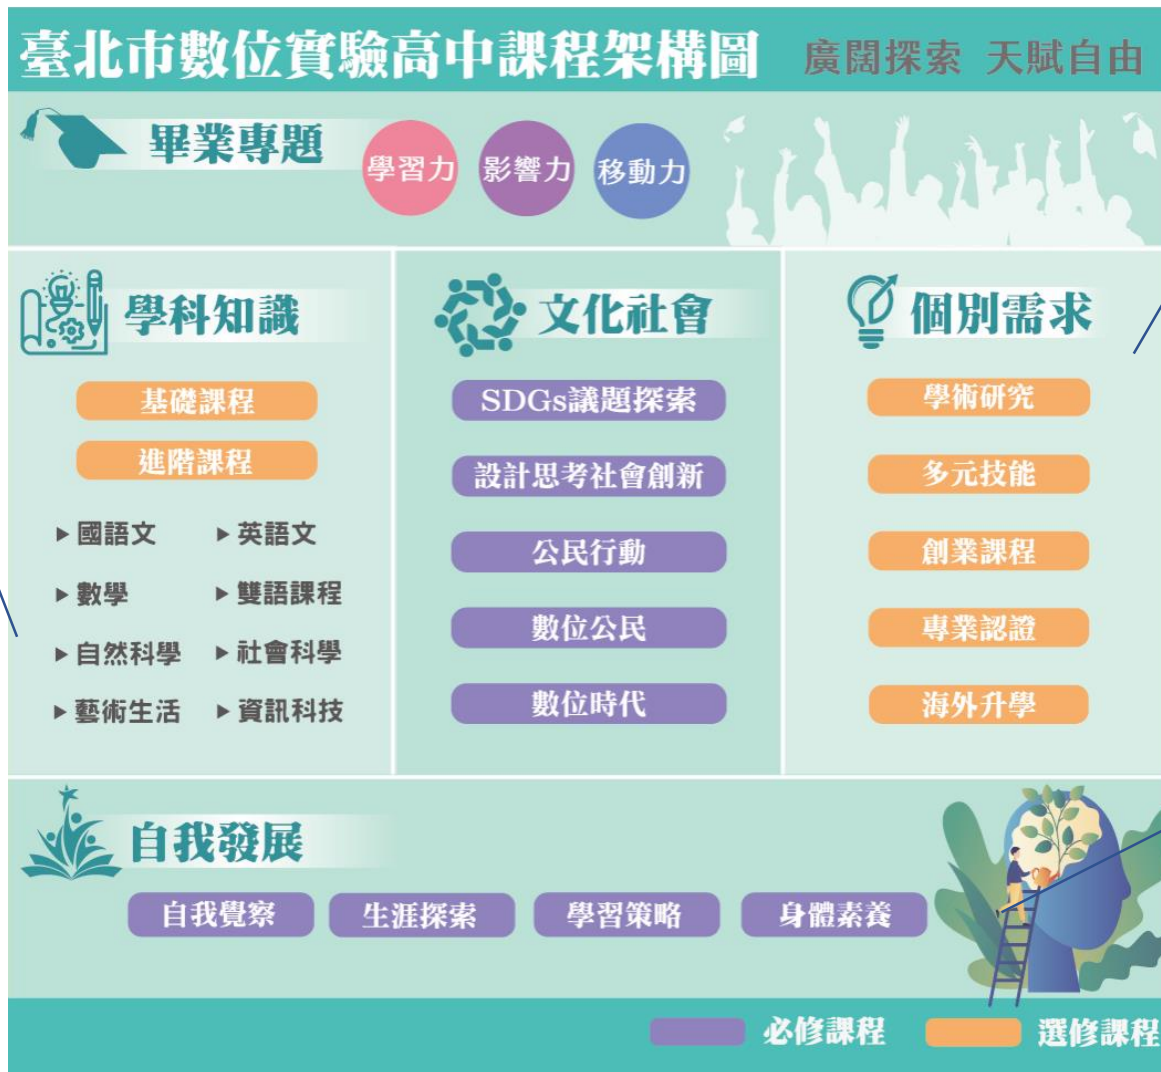 臺北市數位實驗高中課程架構圖 廣闊探索 天賦自由
畢業專題
學習力 影響力 移動力
學科知識
基礎課程
進階課程
▶國語文 ▶英語文
▶數學 ▶雙語課程
▶自然科學 ▶社會科學
▶藝術生活 ▶資訊科技
文化社會
SDGs議題探索
設計思考社會創新
公民行動
數位公民
數位時代
個別需求
學術研究
多元技能
創業課程
專業認證
海外升學
自我發展
自我覺察 生涯探索 學習策略 身體素養
必修課程 選修課程